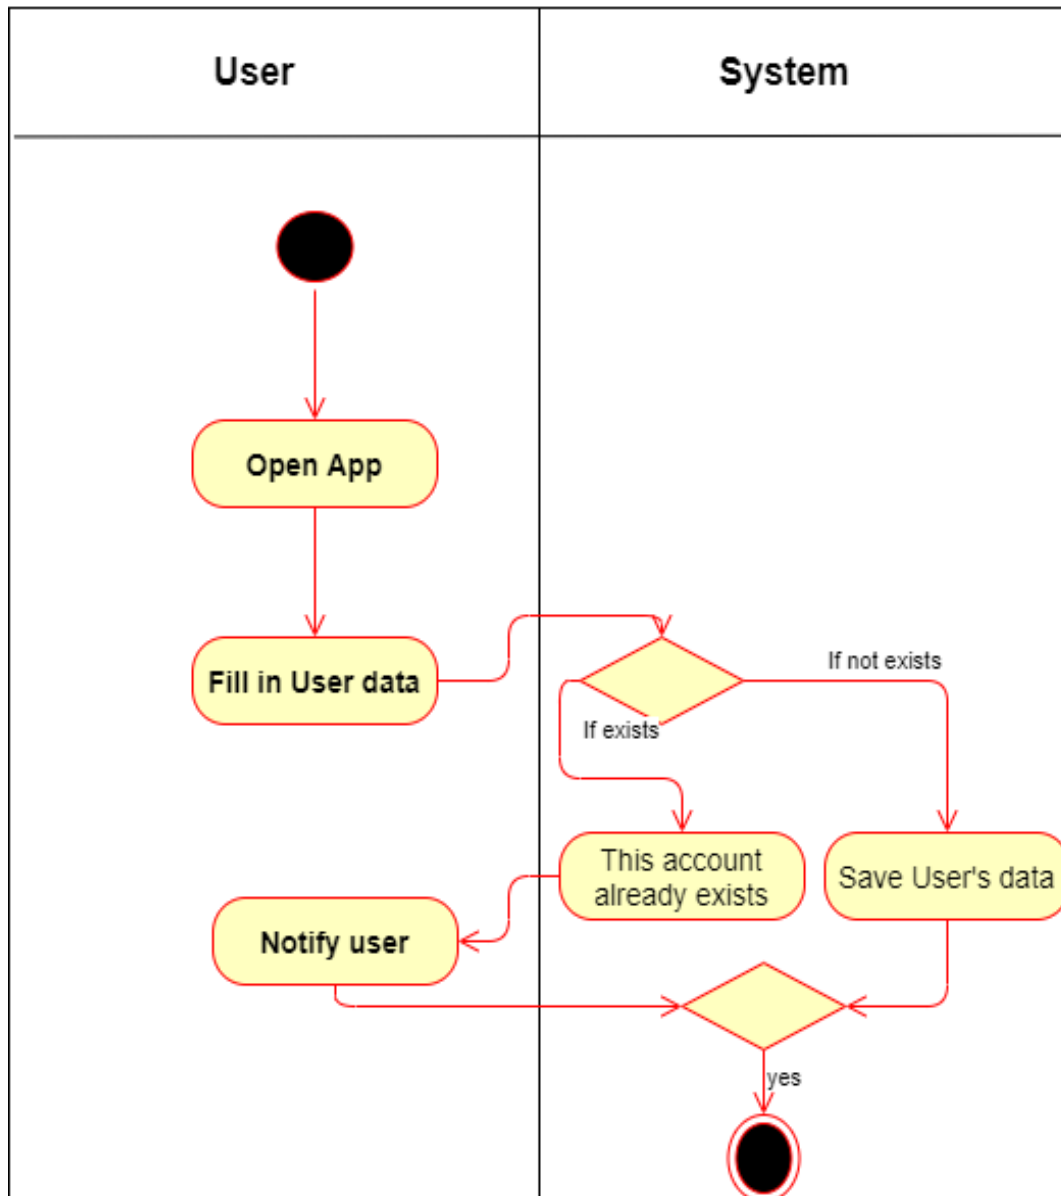 User
System
Open App
Fill in User data
If not exists
If exists
This account
already exists
Save User's data
Notify user
yes